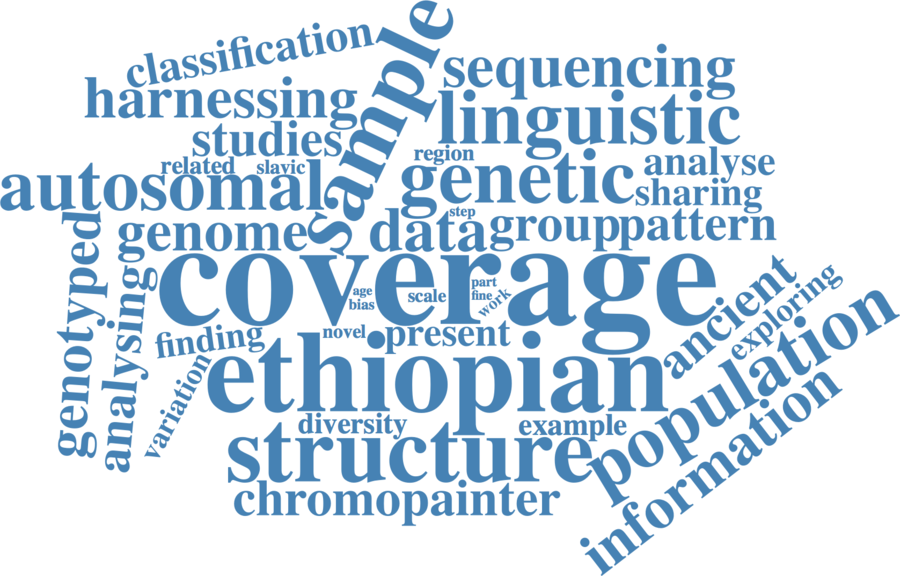 classification
sample
sequencing
harnessing
linguistic
studies
region
related
slavic
genetic
analyse
autosomal
sharing
step
genome
data
group
pattern
genotyped
coverage
age
bias
scale
part
fine
work
ancient
exploring
analysing
finding
novel
present
population
variation
ethiopian
diversity
example
information
structure
chromopainter